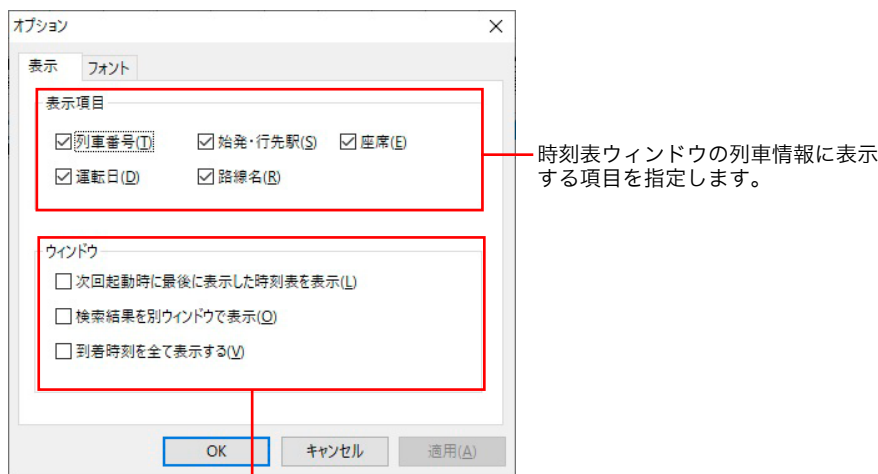 オプション
表示 フォント
表示項目
列車番号(T) 始発・行先駅(S) 座席(E)
運転日(D) 路線名(R)
時刻表ウィンドウの列車情報に表示
する項目を指定します。
ウィンドウ
次回起動時に最後に表示した時刻表を表示(L)
検索結果を別ウィンドウで表示(O)
到着時刻を全て表示する(V)
OK キャンセル 適用(A)